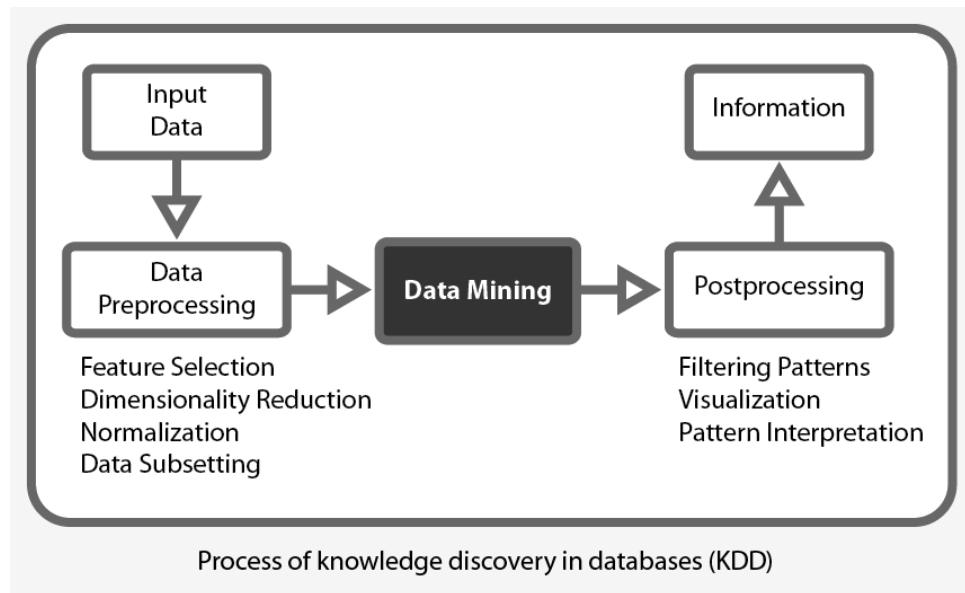 Input
Data
Information
Data
Preprocessing
Data Mining
Postprocessing
Feature Selection
Dimensionality Reduction
Normalization
Data Subsetting
Filtering Patterns
Visualization
Pattern Interpretation
Process of knowledge discovery in databases (KDD)